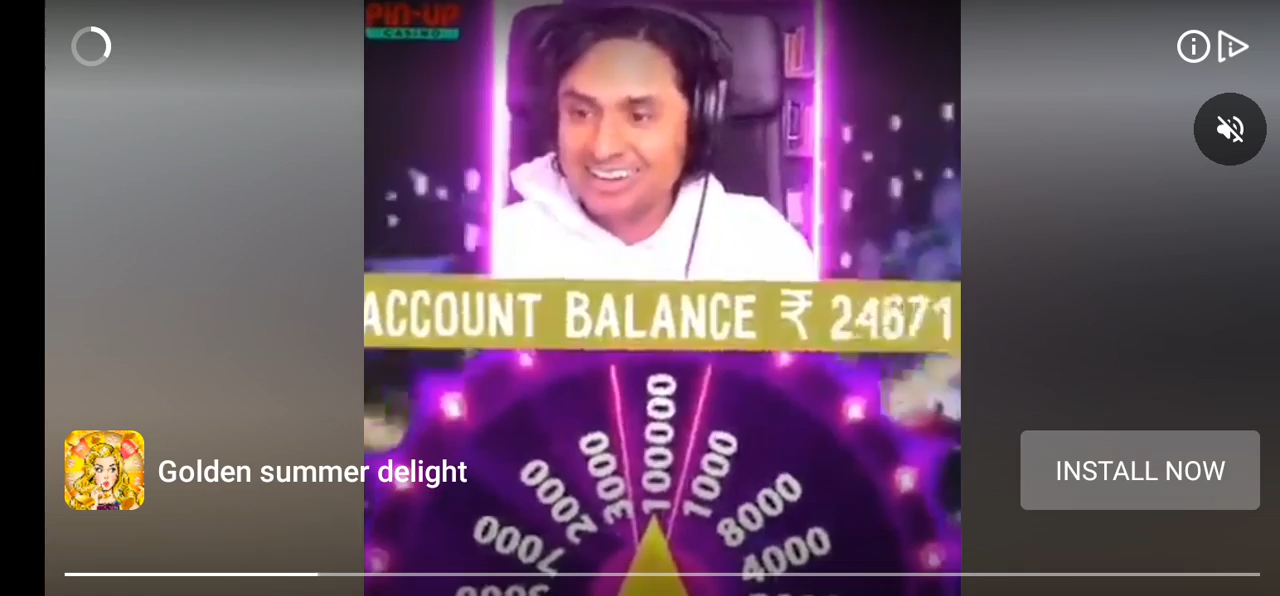 PIN-UP
CASINO
ACCOUNT BALANCE ₹ 24671
Golden summer delight
INSTALL NOW
7000
2000
3000
100000
1000
8000
4000